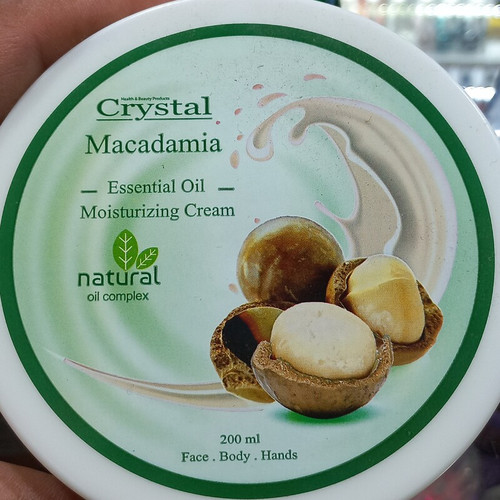 Health & Beauty Products
Crystal
Macadamia
Essential Oil
Moisturizing Cream
natural
oil complex
200 ml
Face . Body . Hands